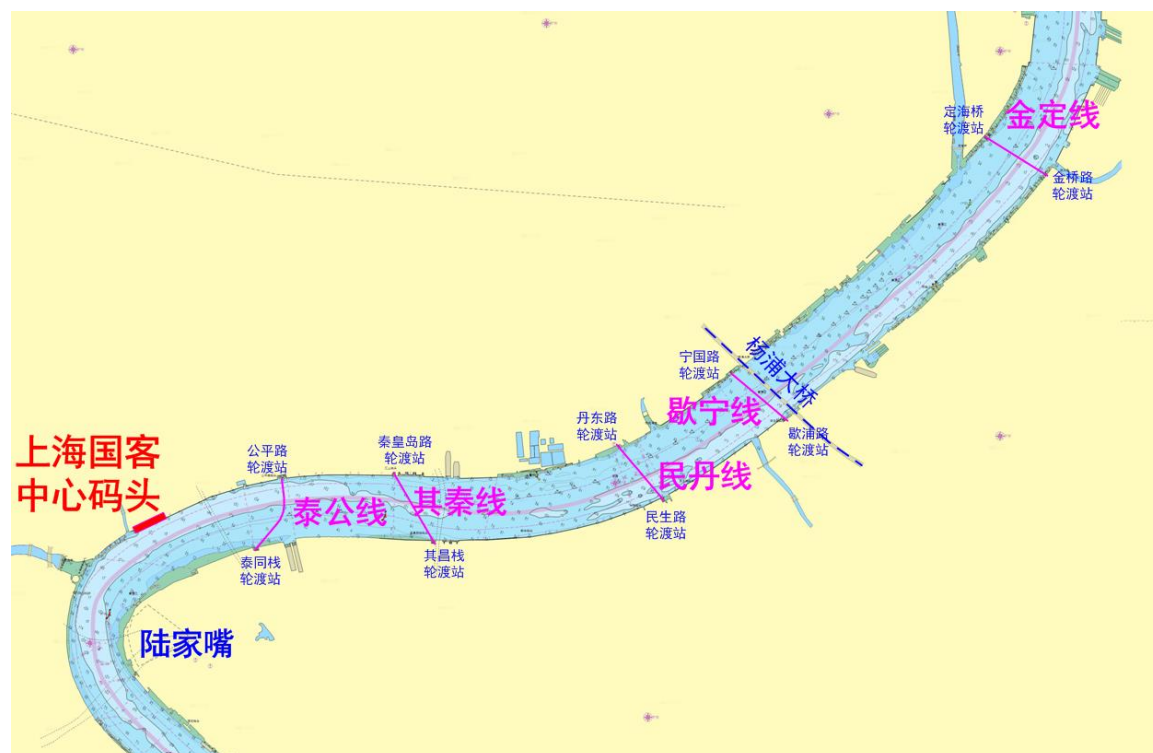 定海桥
轮渡站
金定线
金桥路
轮渡站
宁国路
轮渡站
杨浦大桥
歇宁线
歇浦路
轮渡站
丹东路
轮渡站
民丹线
民生路
轮渡站
上海国客
中心码头
公平路
轮渡站
秦皇岛路
轮渡站
泰公线
其秦线
泰同栈
轮渡站
其昌栈
轮渡站
陆家嘴